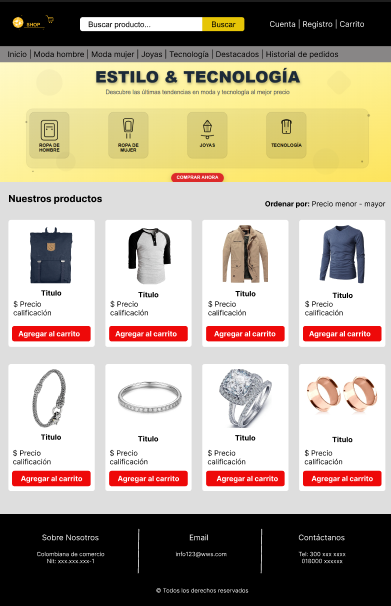 SHOP
Buscar producto...
Buscar
Cuenta | Registro | Carrito
Inicio | Moda hombre | Moda mujer | Joyas | Tecnología | Destacados | Historial de pedidos
ESTILO & TECNOLOGÍA
Descubre las últimas tendencias en moda y tecnología al mejor precio
ROPA DE
HOMBRE
ROPA DE
MUJER
JOYAS
TECNOLOGÍA
COMPRAR AHORA
Nuestros productos
Ordenar por: Precio menor - mayor
Titulo
$ Precio
calificación
Agregar al carrito
Titulo
$ Precio
calificación
Agregar al carrito
Titulo
$ Precio
calificación
Agregar al carrito
Titulo
$ Precio
calificación
Agregar al carrito
Titulo
$ Precio
calificación
Agregar al carrito
Titulo
$ Precio
calificación
Agregar al carrito
Titulo
$ Precio
calificación
Agregar al carrito
Titulo
$ Precio
calificación
Agregar al carrito
Sobre Nosotros
Colombiana de comercio
Nit: xxx.xxx.xxx-1
Email
info123@wws.com
Contáctanos
Tel: 300 xxx xxxx
018000 xxxxxx
© Todos los derechos reservados